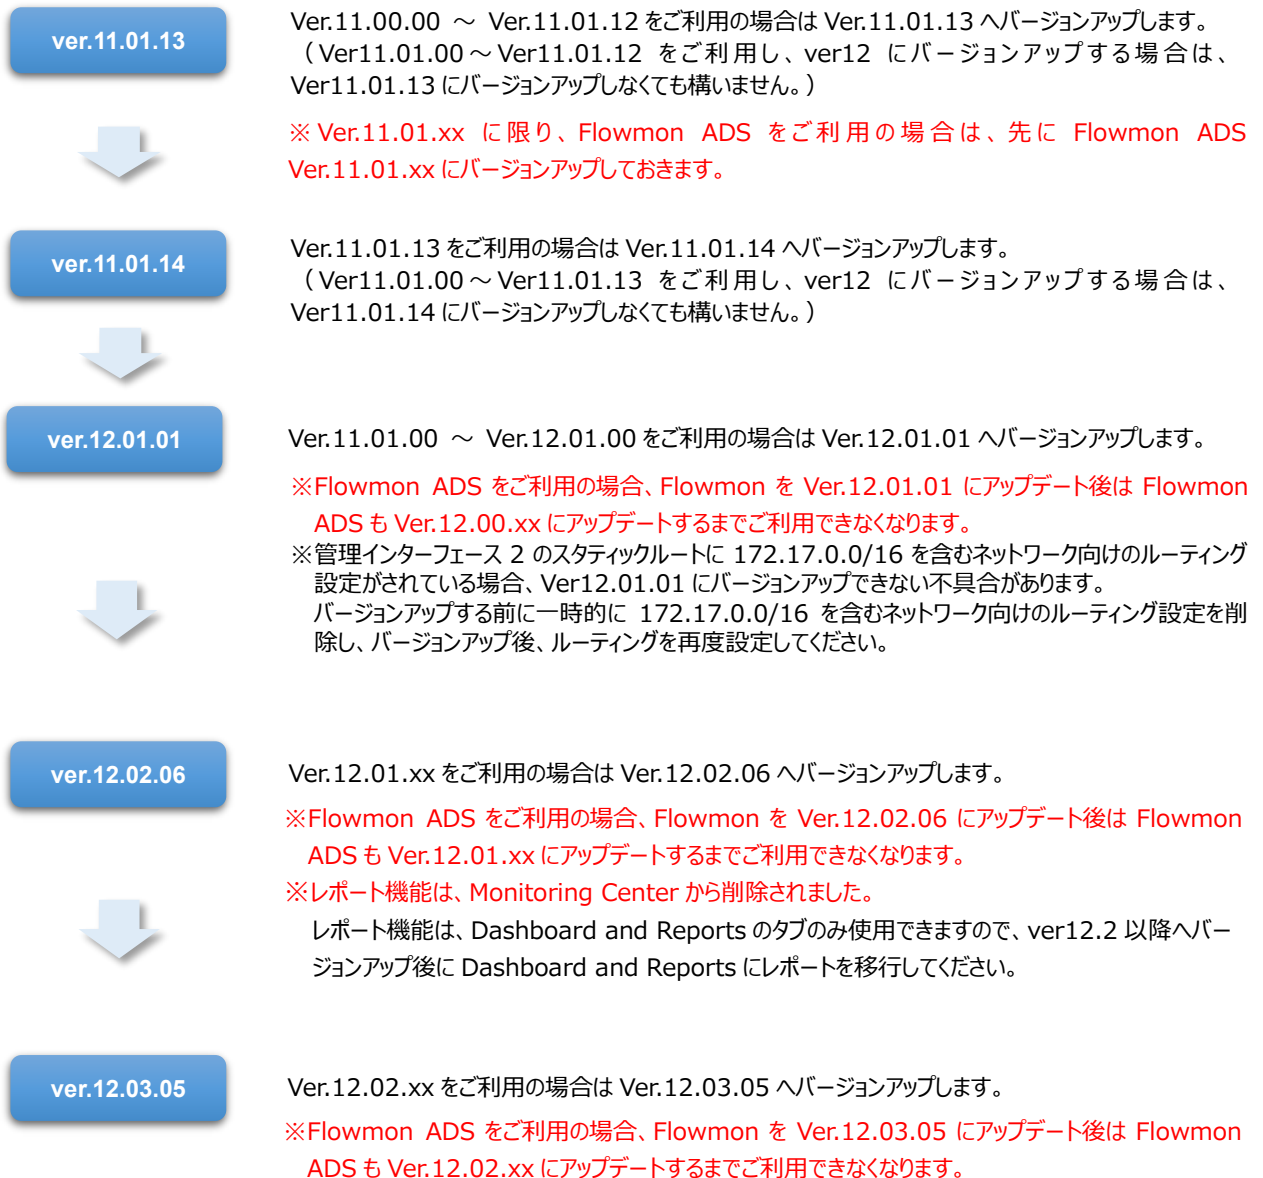 ver.11.01.13
Ver.11.00.00 ～ Ver.11.01.12 をご利用の場合は Ver.11.01.13 へバージョンアップします。
（Ver11.01.00～Ver11.01.12 をご利用し、ver12 にバージョンアップする場合は、
Ver11.01.13 にバージョンアップしなくても構いません。）
※Ver.11.01.xx に限り、Flowmon ADS をご利用の場合は、先に Flowmon ADS
Ver.11.01.xx にバージョンアップしておきます。
ver.11.01.14
Ver.11.01.13 をご利用の場合は Ver.11.01.14 へバージョンアップします。
（Ver11.01.00～Ver11.01.13 をご利用し、ver12 にバージョンアップする場合は、
Ver11.01.14 にバージョンアップしなくても構いません。）
ver.12.01.01
Ver.11.01.00 ～ Ver.12.01.00 をご利用の場合は Ver.12.01.01 へバージョンアップします。
※Flowmon ADS をご利用の場合、Flowmon を Ver.12.01.01 にアップデート後は Flowmon
ADS も Ver.12.00.xx にアップデートするまでご利用できなくなります。
※管理インターフェース 2 のスタティックルートに 172.17.0.0/16 を含むネットワーク向けのルーティング
設定がされている場合、Ver12.01.01 にバージョンアップできない不具合があります。
バージョンアップする前に一時的に 172.17.0.0/16 を含むネットワーク向けのルーティング設定を削
除し、バージョンアップ後、ルーティングを再度設定してください。
ver.12.02.06
Ver.12.01.xx をご利用の場合は Ver.12.02.06 へバージョンアップします。
※Flowmon ADS をご利用の場合、Flowmon を Ver.12.02.06 にアップデート後は Flowmon
ADS も Ver.12.01.xx にアップデートするまでご利用できなくなります。
※レポート機能は、Monitoring Center から削除されました。
レポート機能は、Dashboard and Reports のタブのみ使用できますので、ver12.2 以降へバー
ジョンアップ後に Dashboard and Reports にレポートを移行してください。
ver.12.03.05
Ver.12.02.xx をご利用の場合は Ver.12.03.05 へバージョンアップします。
※Flowmon ADS をご利用の場合、Flowmon を Ver.12.03.05 にアップデート後は Flowmon
ADS も Ver.12.02.xx にアップデートするまでご利用できなくなります。